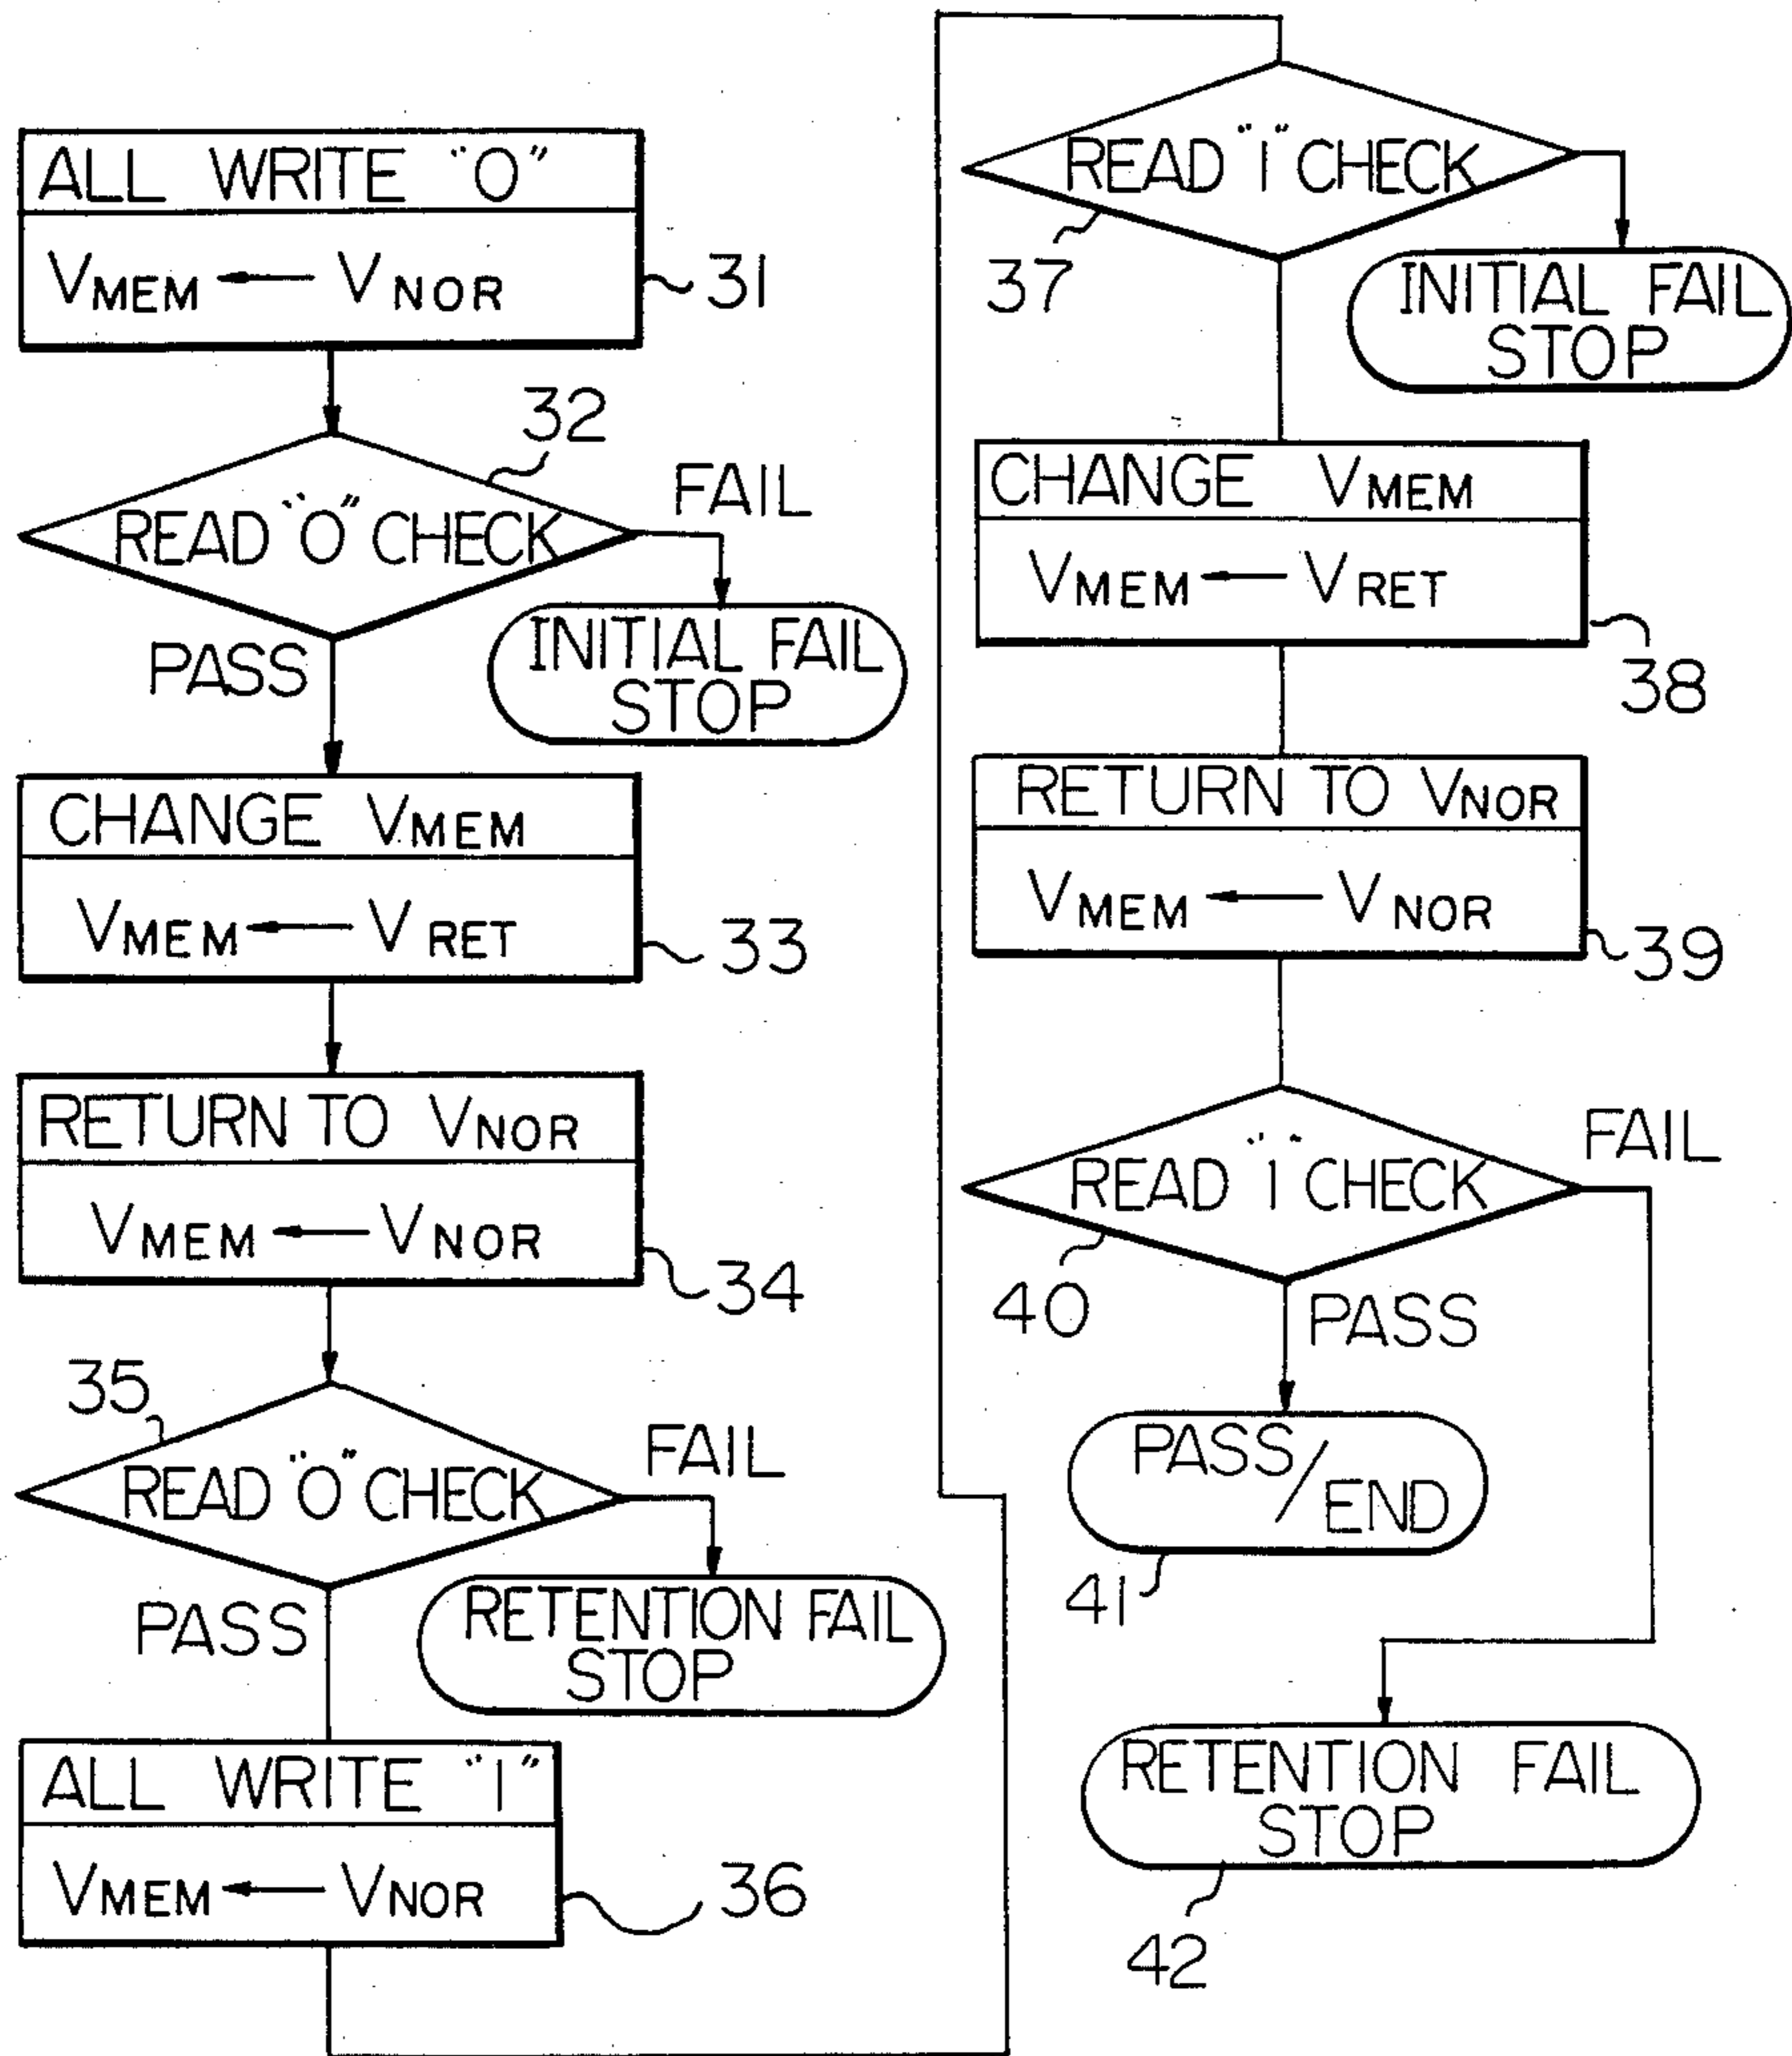 ALL WRITE "0"
VMEM ← VNOR
31
32
READ "0" CHECK
FAIL
INITIAL FAIL
STOP
PASS
CHANGE VMEM
VMEM ← VRET
33
RETURN TO VNOR
VMEM ← VNOR
34
35
READ "0" CHECK
FAIL
RETENTION FAIL
STOP
PASS
ALL WRITE "1"
VMEM ← VNOR
36
READ "1" CHECK
37
INITIAL FAIL
STOP
CHANGE VMEM
VMEM ← VRET
38
RETURN TO VNOR
VMEM ← VNOR
39
READ "1" CHECK
FAIL
40
PASS
PASS/END
41
RETENTION FAIL
STOP
42